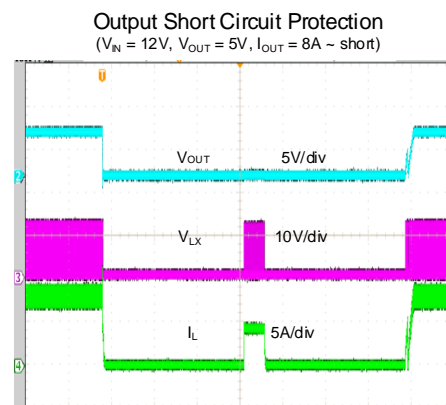 Output Short Circuit Protection
(VIN = 12V, VOUT = 5V, IOUT = 8A ~ short)
T
2
VOUT 5V/div
VLX 10V/div
3
IL 5A/div
4